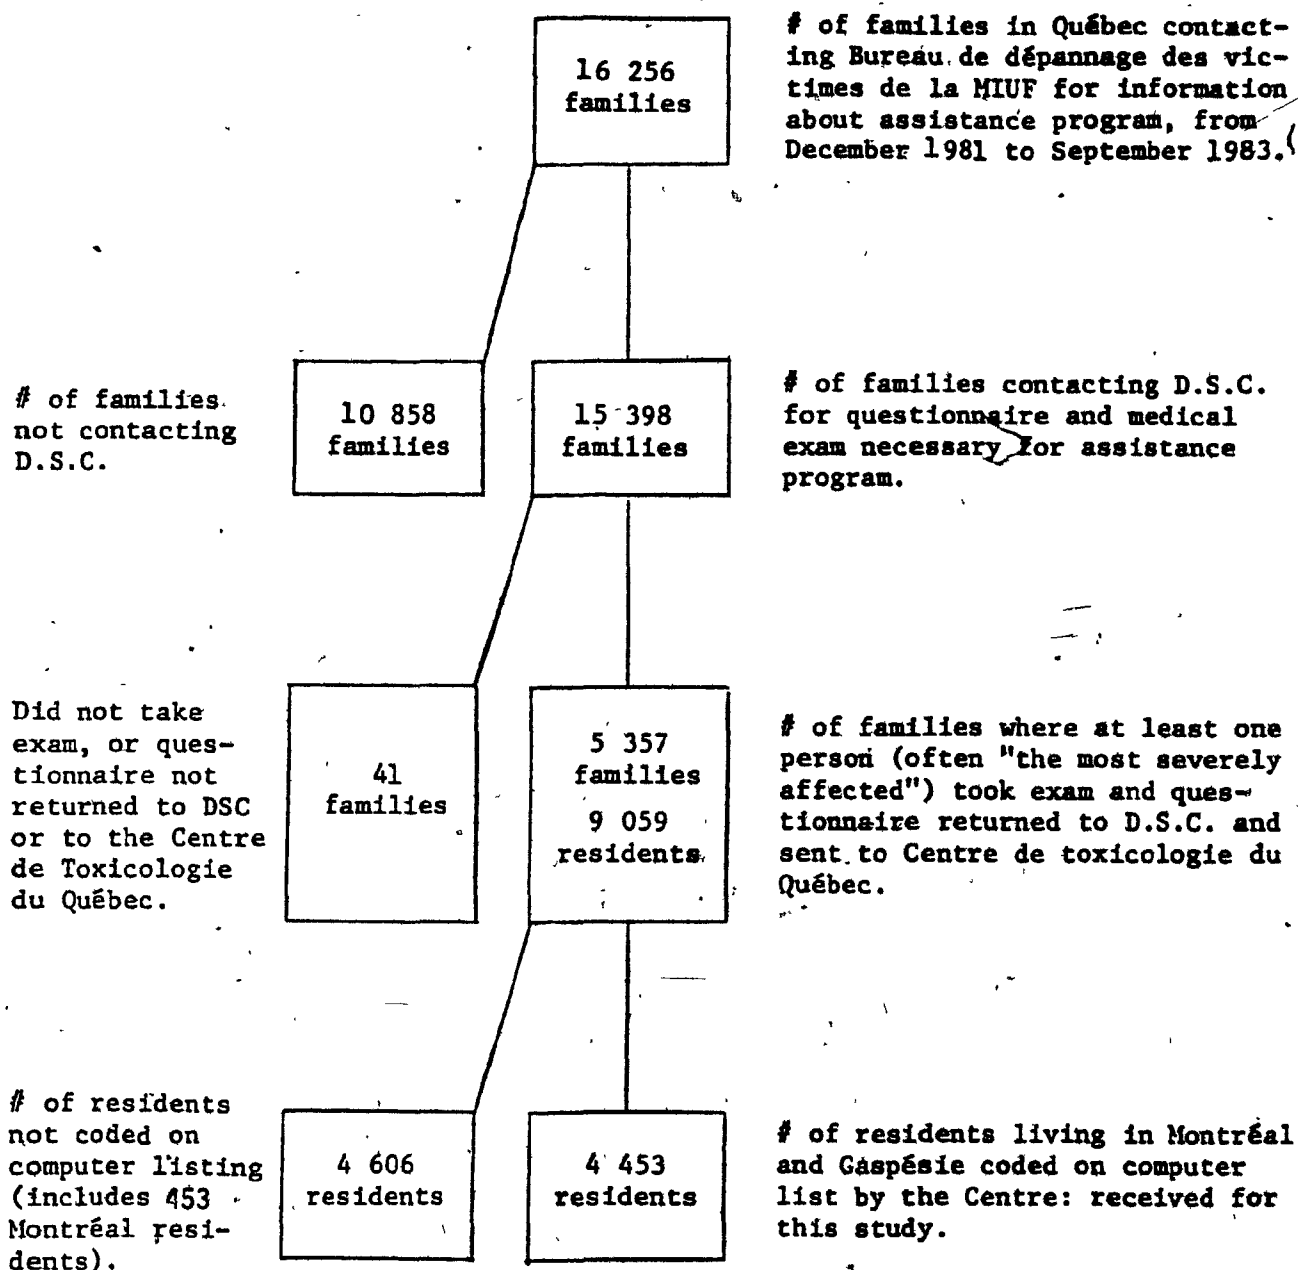 16 256
families
# of families in Québec contact-
ing Bureau de dépannage des vic-
times de la MIUF for information
about assistance program, from
December 1981 to September 1983.
# of families
not contacting
D.S.C.
10 858
families
15 398
families
# of families contacting D.S.C.
for questionnaire and medical
exam necessary for assistance
program.
Did not take
exam, or ques-
tionnaire not
returned to DSC
or to the Centre
de Toxicologie
du Québec.
41
families
5 357
families
9 059
residents
# of families where at least one
person (often "the most severely
affected") took exam and ques-
tionnaire returned to D.S.C. and
sent to Centre de toxicologie du
Québec.
# of residents
not coded on
computer listing
(includes 453
Montréal resi-
dents).
4 606
residents
4 453
residents
# of residents living in Montréal
and Gaspésie coded on computer
list by the Centre: received for
this study.